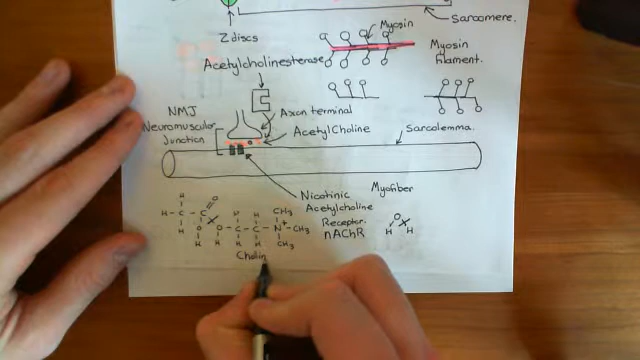 Sarcomere.
Z discs
Myosin
Myosin
Filament.
Acetylcholinesterase
NMJ
Neuromuscular
Junction
Axon terminal
Acetylcholine
Sarcolemma.
Nicotinic
Acetylcholine
Receptor.
nAChR
Myofiber
H O H H CH3
H - C - C O - C - C - N+ - CH3
H O H H H CH3
H
O
H H
Cholin